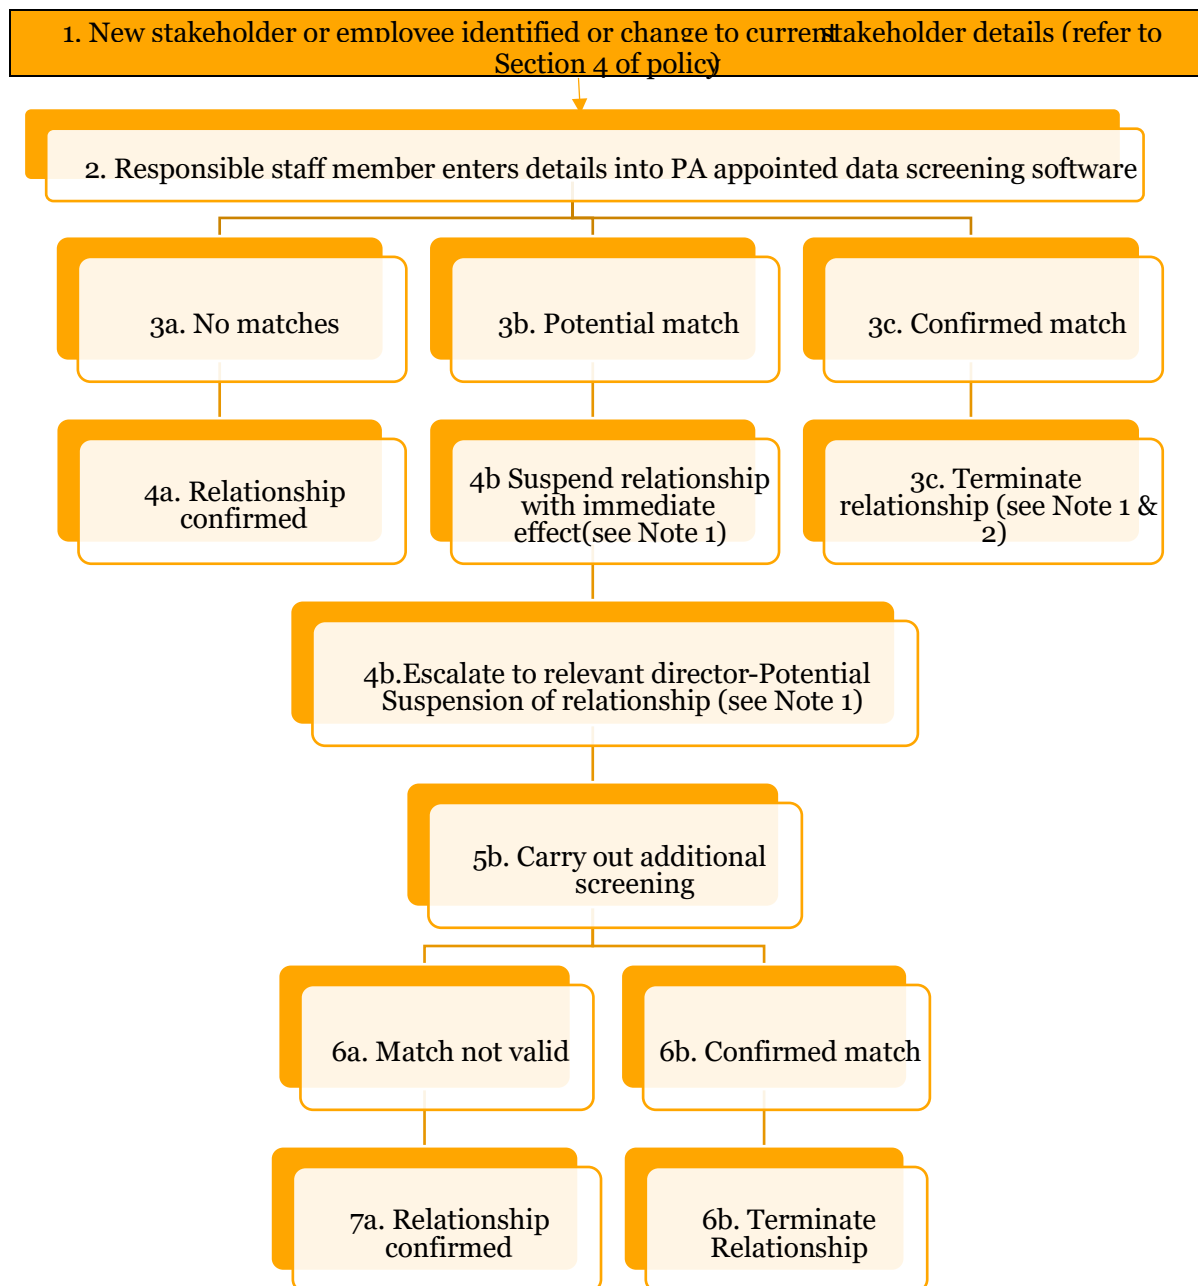 1. New stakeholder or employee identified or change to current stakeholder details (refer to
Section 4 of policy)
2. Responsible staff member enters details into PA appointed data screening software
3a. No matches
3b. Potential match
3c. Confirmed match
4a. Relationship
confirmed
4b Suspend relationship
with immediate
effect(see Note 1)
3c. Terminate
relationship (see Note 1 &
2)
4b.Escalate to relevant director-Potential
Suspension of relationship (see Note 1)
5b. Carry out additional
screening
6a. Match not valid
6b. Confirmed match
7a. Relationship
confirmed
6b. Terminate
Relationship